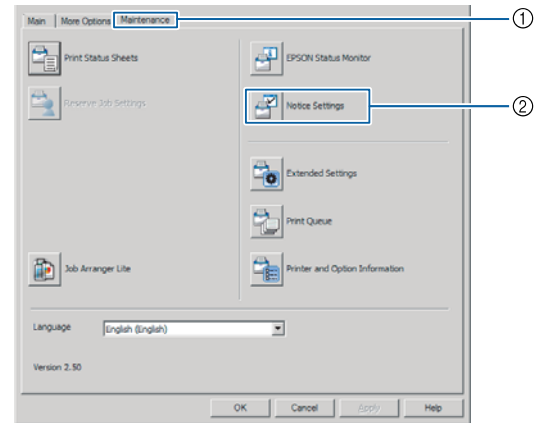 Main More Options Maintenance ①
Print Status Sheets EPSON Status Monitor
Reserve Job Settings Notice Settings ②
Extended Settings
Print Queue
Job Arranger Lite Printer and Option Information
Language English (English)
Version 2.50
OK Cancel Apply Help